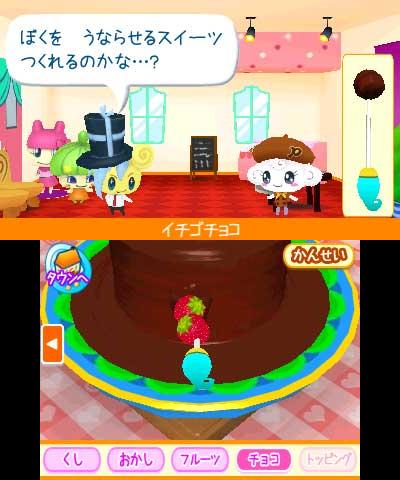 ぼくを　うならせるスイーツ
つくれるのかな…?
イチゴチョコ
タウンへ
かんせい
くし
おかし
フルーツ
チョコ
トッピング